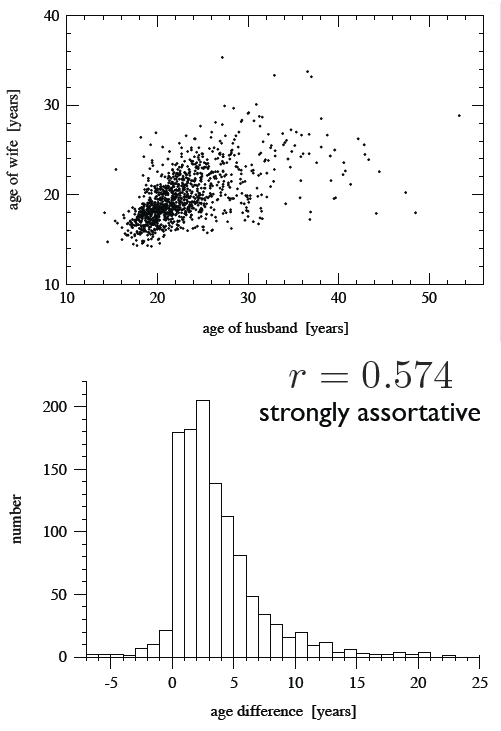 40
30
20
10
age of wife [years]
10 20 30 40 50
age of husband [years]
r = 0.574
strongly assortative
200
150
100
50
0
number
-5 0 5 10 15 20 25
age difference [years]